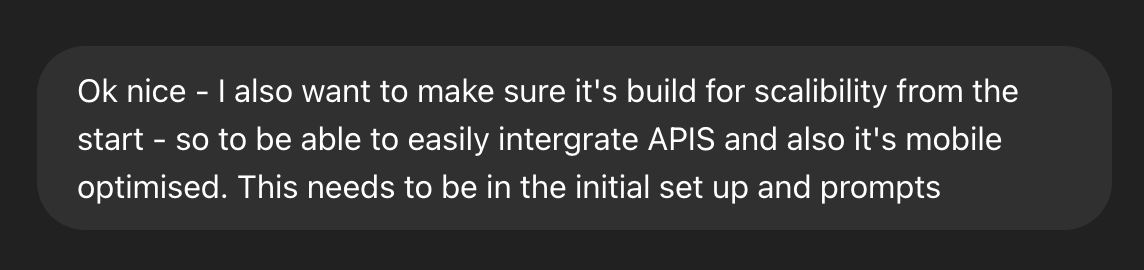 Ok nice - I also want to make sure it's build for scalibility from the
start - so to be able to easily intergrate APIS and also it's mobile
optimised. This needs to be in the initial set up and prompts